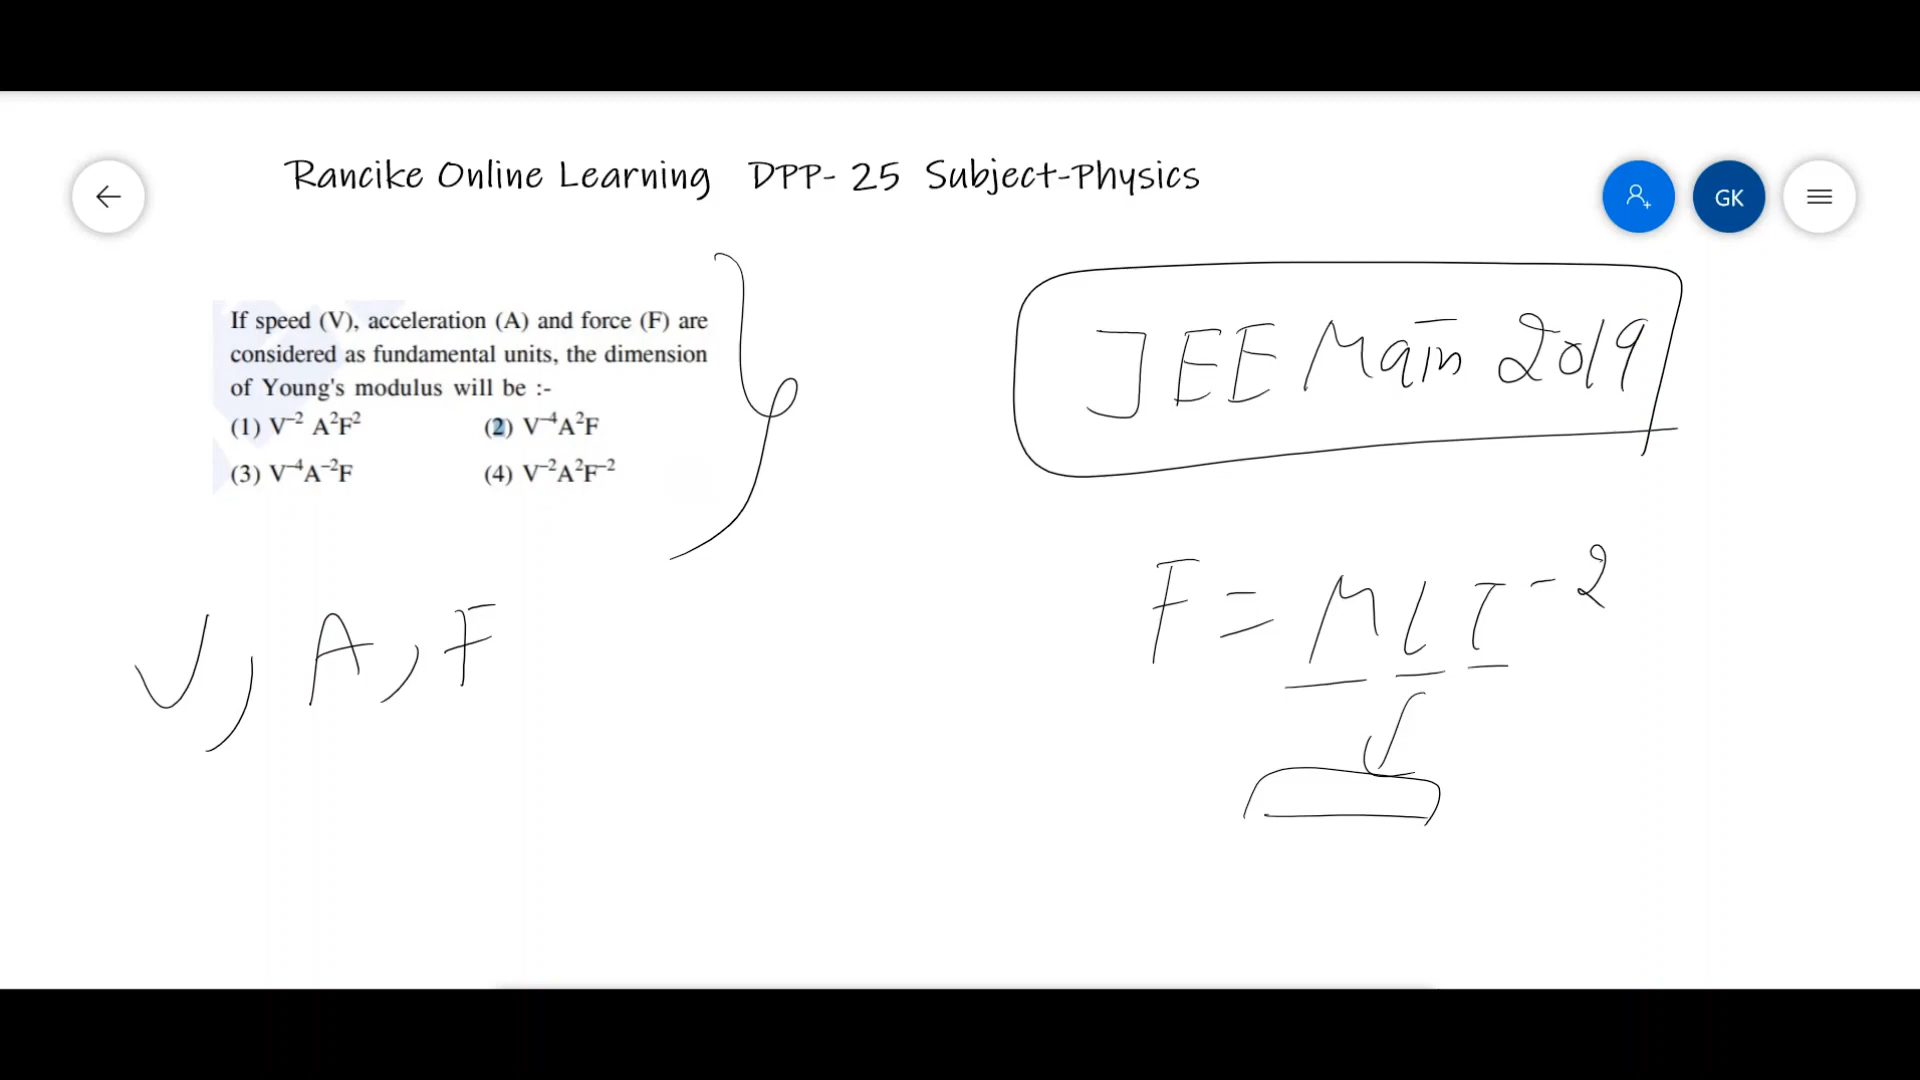 Rancike Online Learning DPP- 25 Subject-Physics
GK
If speed (V), acceleration (A) and force (F) are
considered as fundamental units, the dimension
of Young's modulus will be :-
(1) V⁻² A²F² (2) V⁻⁴A²F
(3) V⁻⁴A⁻²F (4) V⁻²A²F⁻²
JEE Main 2019
F = MLT⁻²
V, A, F